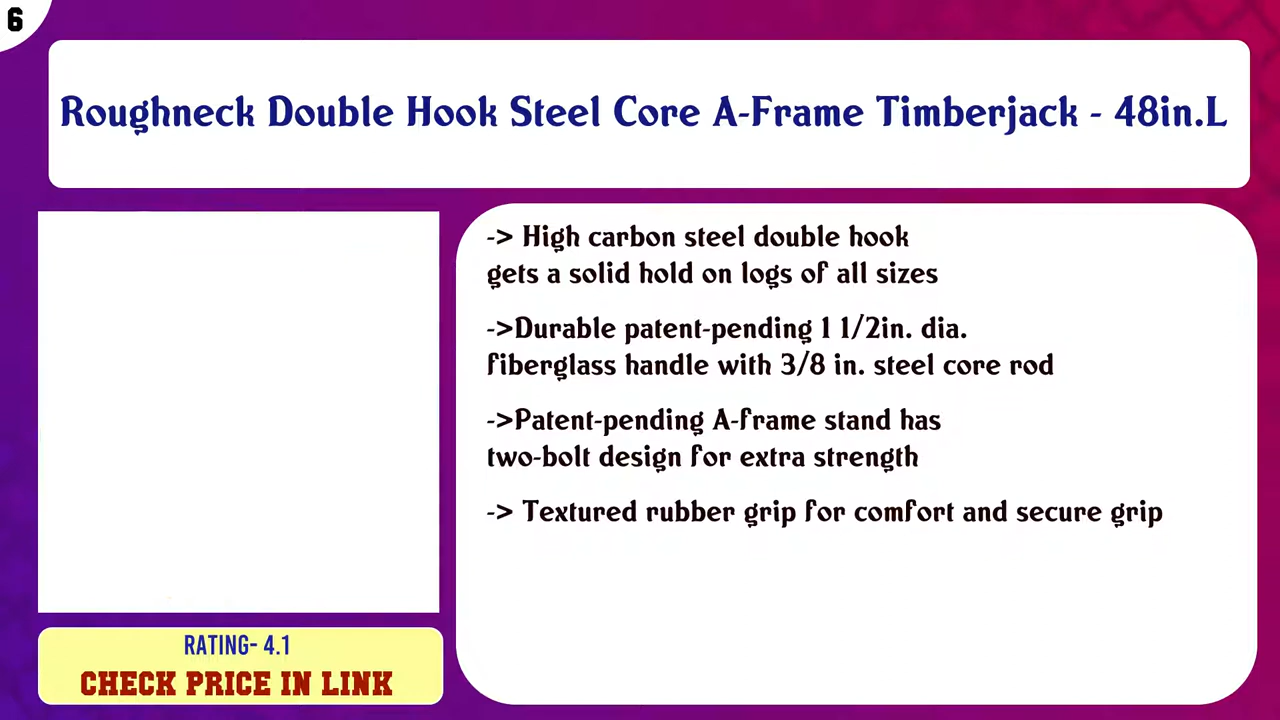 6
Roughneck Double Hook Steel Core A-Frame Timberjack - 48in.L
-> High carbon steel double hook
gets a solid hold on logs of all sizes
->Durable patent-pending 1 1/2in. dia.
fiberglass handle with 3/8 in. steel core rod
->Patent-pending A-frame stand has
two-bolt design for extra strength
-> Textured rubber grip for comfort and secure grip
RATING- 4.1
CHECK PRICE IN LINK